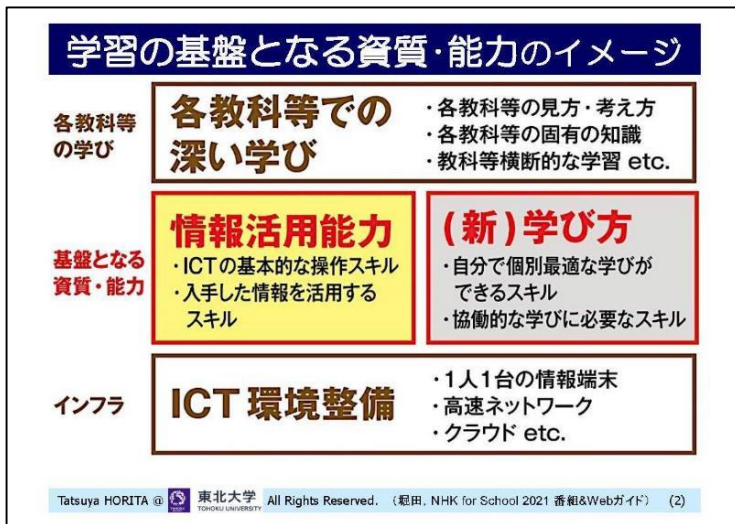 学習の基盤となる資質・能力のイメージ
各教科等
の学び
各教科等での
深い学び
・各教科等の見方・考え方
・各教科等の固有の知識
・教科等横断的な学習 etc.
基盤となる
資質・能力
情報活用能力
・ICTの基本的な操作スキル
・入手した情報を活用する
スキル
(新)学び方
・自分で個別最適な学びが
できるスキル
・協働的な学びに必要なスキル
インフラ
ICT 環境整備
・1人1台の情報端末
・高速ネットワーク
・クラウド etc.
Tatsuya HORITA @ 東北大学 TOHOKU UNIVERSITY All Rights Reserved. (堀田, NHK for School 2021 番組&Webガイド) (2)